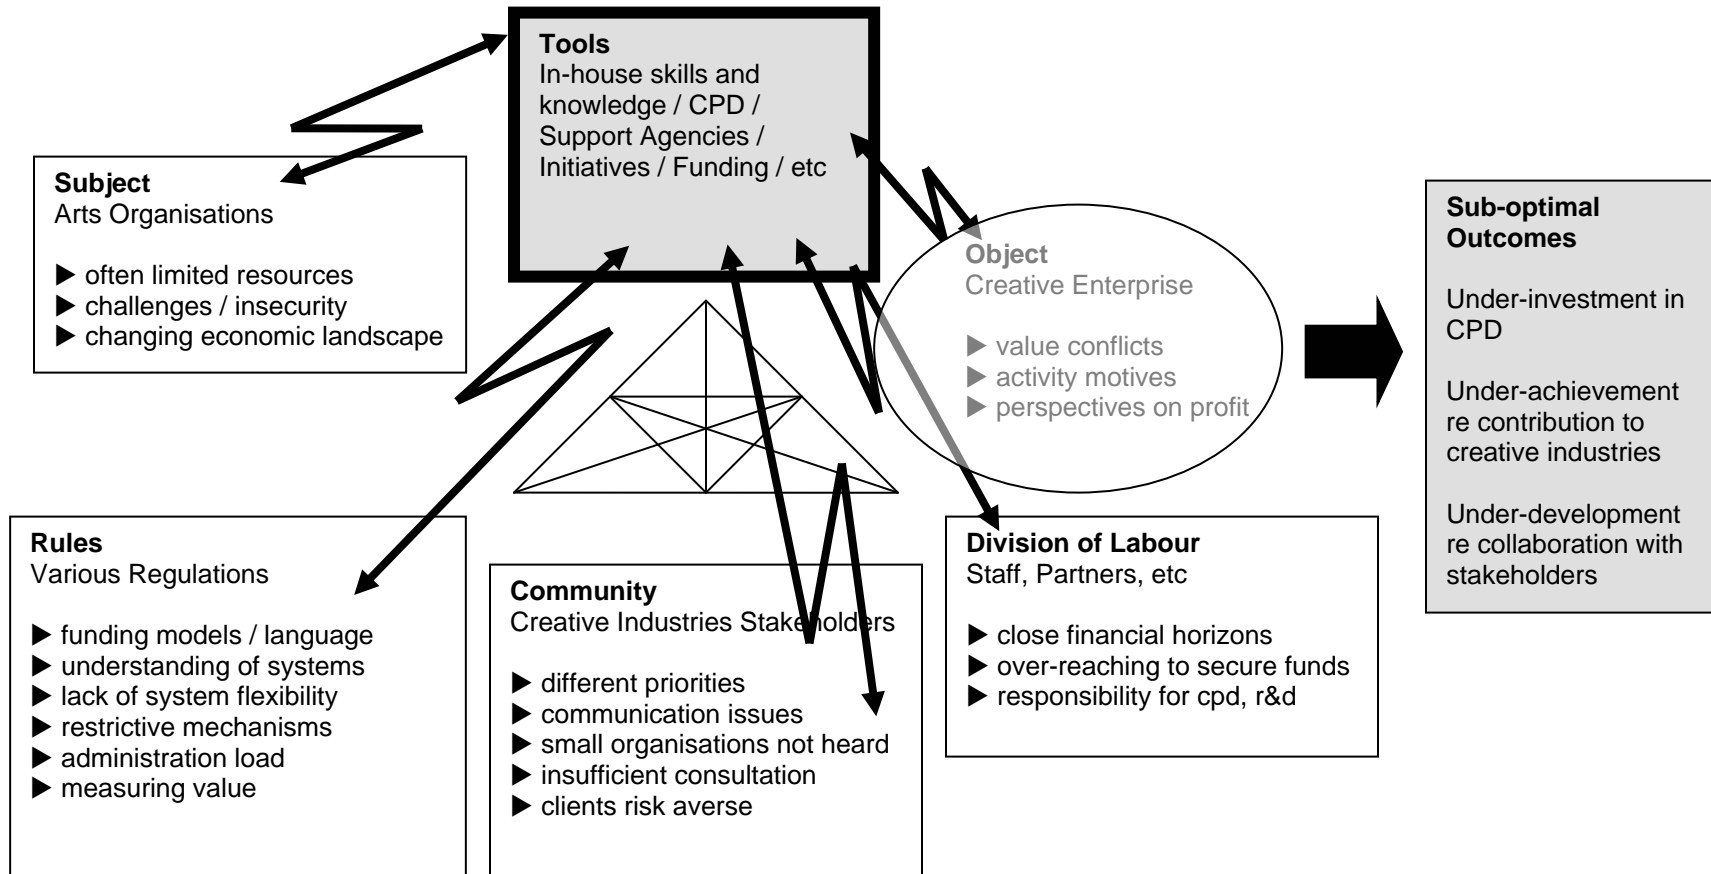 Tools
In-house skills and
knowledge / CPD /
Support Agencies /
Initiatives / Funding / etc
Subject
Arts Organisations
▶ often limited resources
▶ challenges / insecurity
▶ changing economic landscape
Object
Creative Enterprise
▶ value conflicts
▶ activity motives
▶ perspectives on profit
Sub-optimal
Outcomes
Under-investment in
CPD
Under-achievement
re contribution to
creative industries
Under-development
re collaboration with
stakeholders
Rules
Various Regulations
▶ funding models / language
▶ understanding of systems
▶ lack of system flexibility
▶ restrictive mechanisms
▶ administration load
▶ measuring value
Community
Creative Industries Stakeholders
▶ different priorities
▶ communication issues
▶ small organisations not heard
▶ insufficient consultation
▶ clients risk averse
Division of Labour
Staff, Partners, etc
▶ close financial horizons
▶ over-reaching to secure funds
▶ responsibility for cpd, r&d